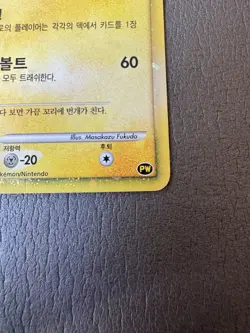 로의 플레이어는 각각의 덱에서 카드를 1장
볼트 60
모두 트래쉬한다.
다 보면 가끔 꼬리에 번개가 친다.
Illus. Masakazu Fukuda
저항력 후퇴
-20
PW
okémon/Nintendo